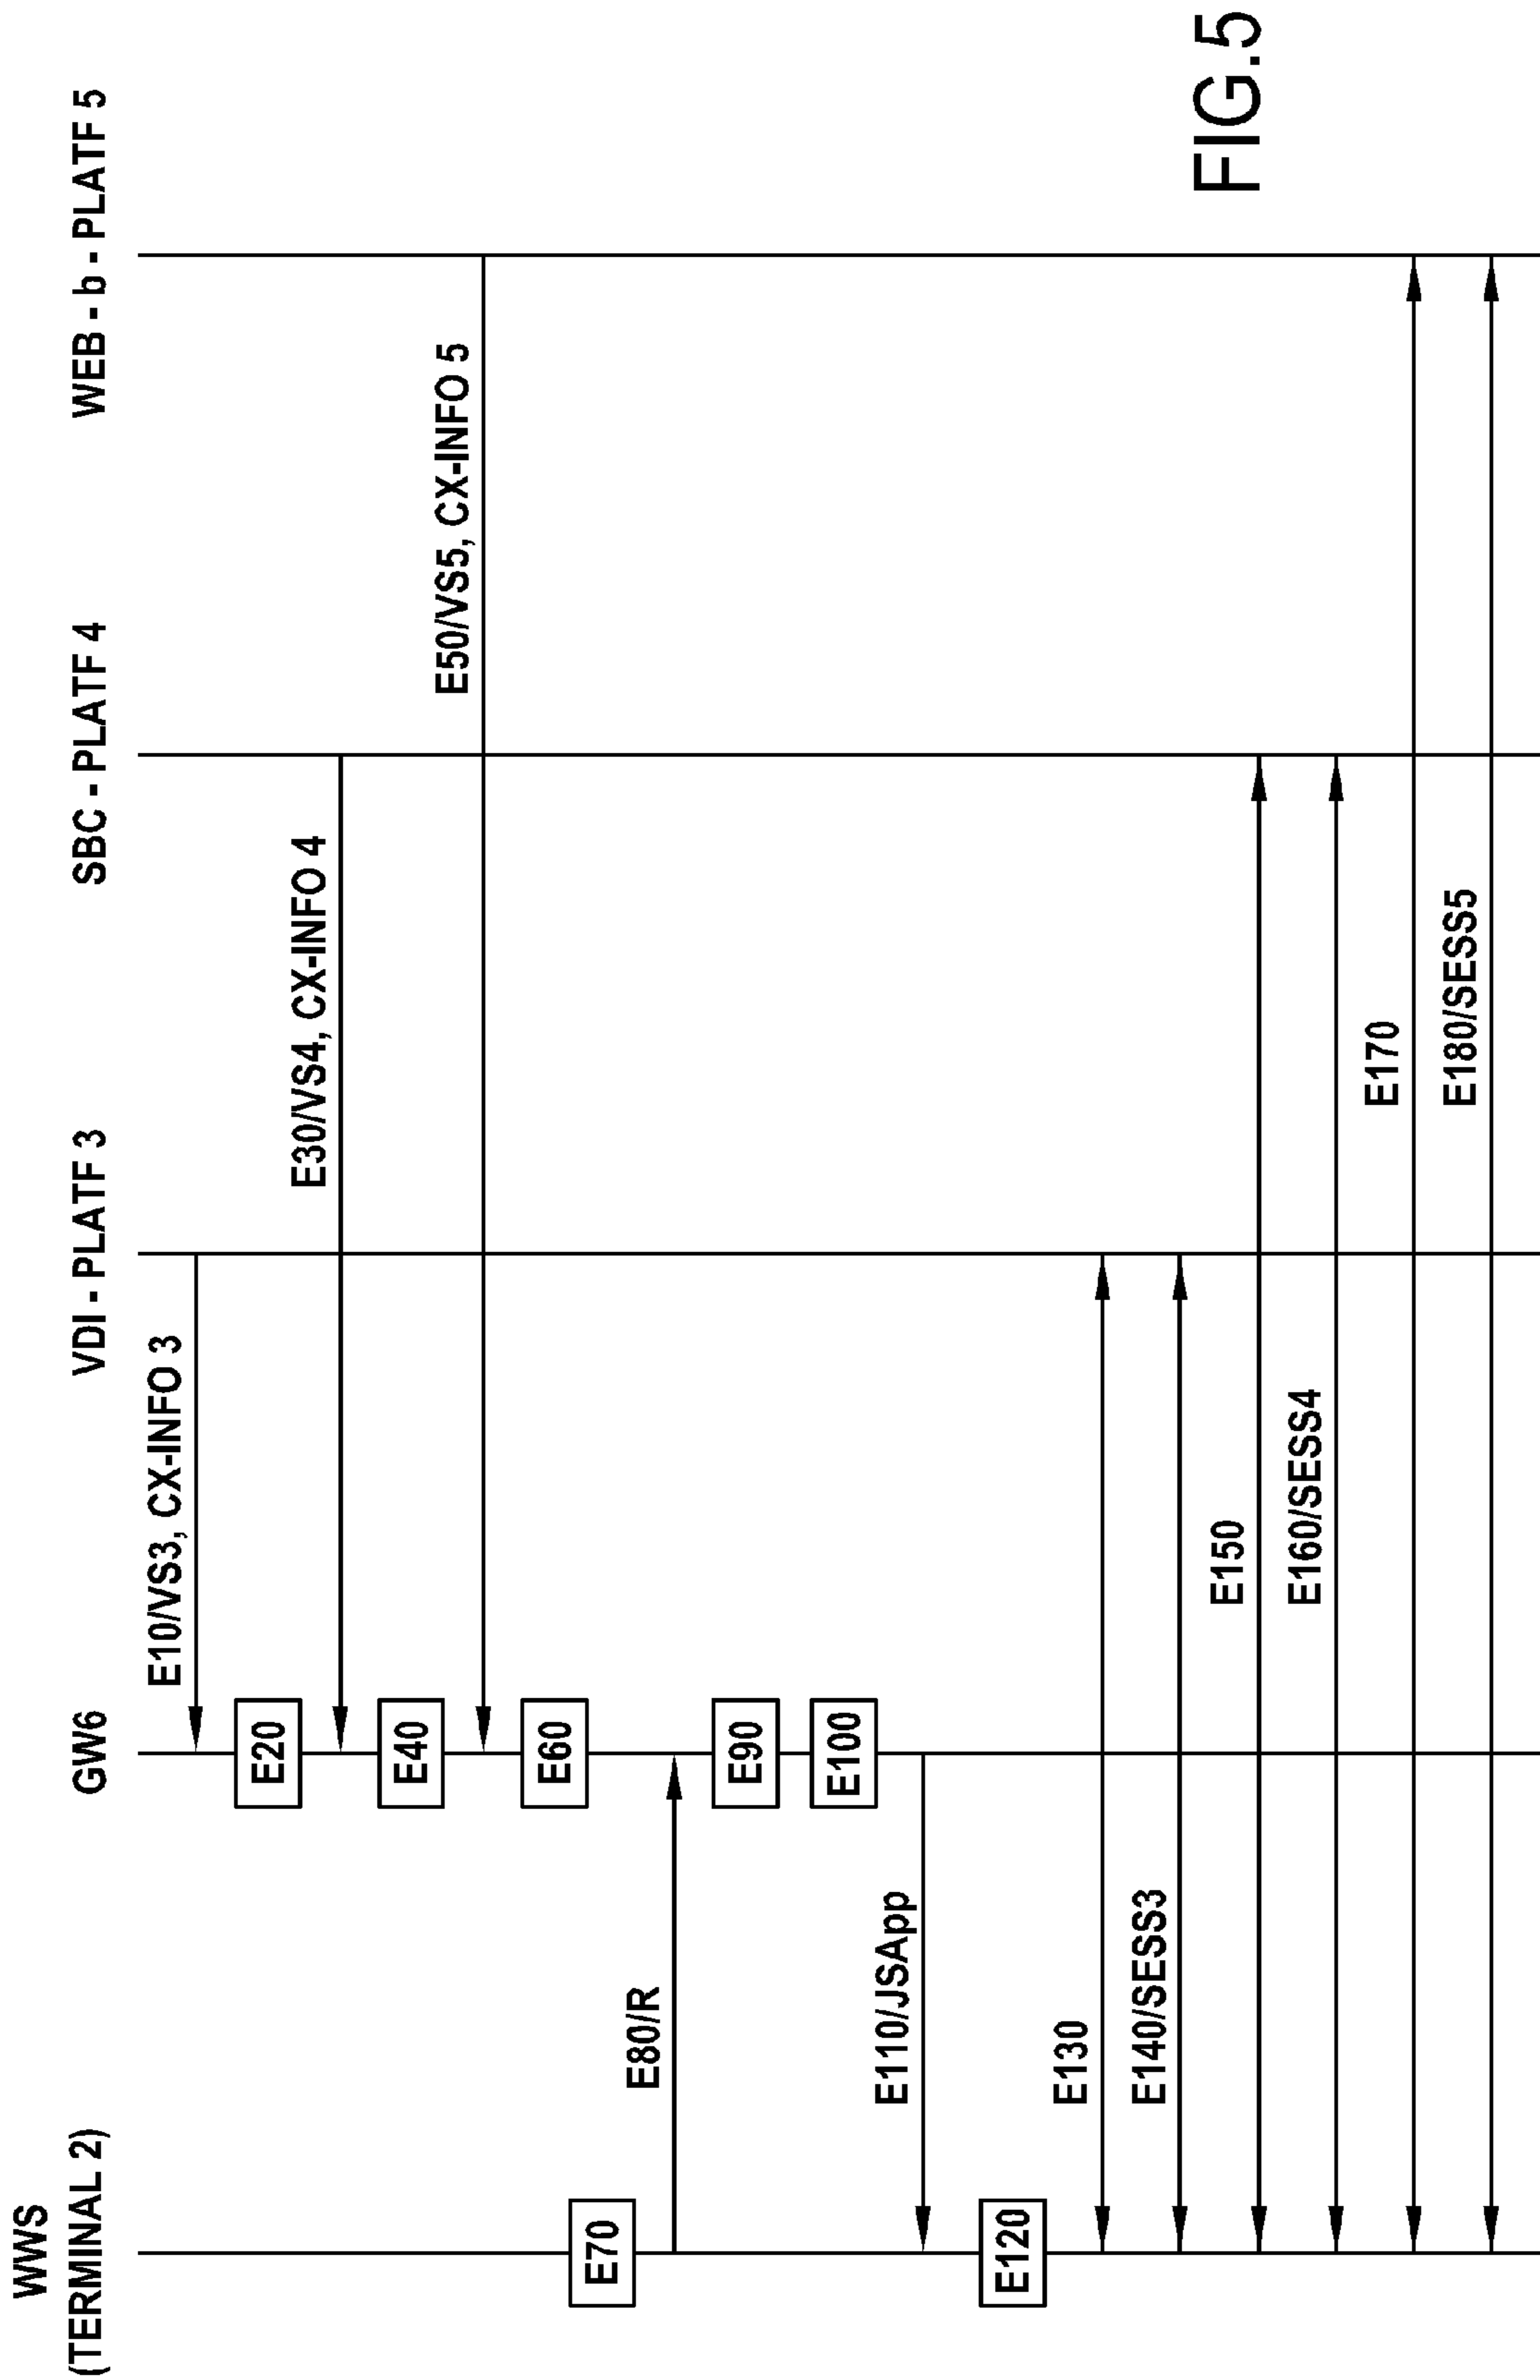 WWS
(TERMINAL 2)
GW6
VDI - PLATF 3
SBC - PLATF 4
WEB - b - PLATF 5
E10/VS3, CX-INFO 3
E20
E30/VS4, CX-INFO 4
E40
E50/VS5, CX-INFO 5
E60
E70
E80/R
E90
E100
E110/JSApp
E120
E130
E140/SESS3
E150
E160/SESS4
E170
E180/SESS5
FIG.5